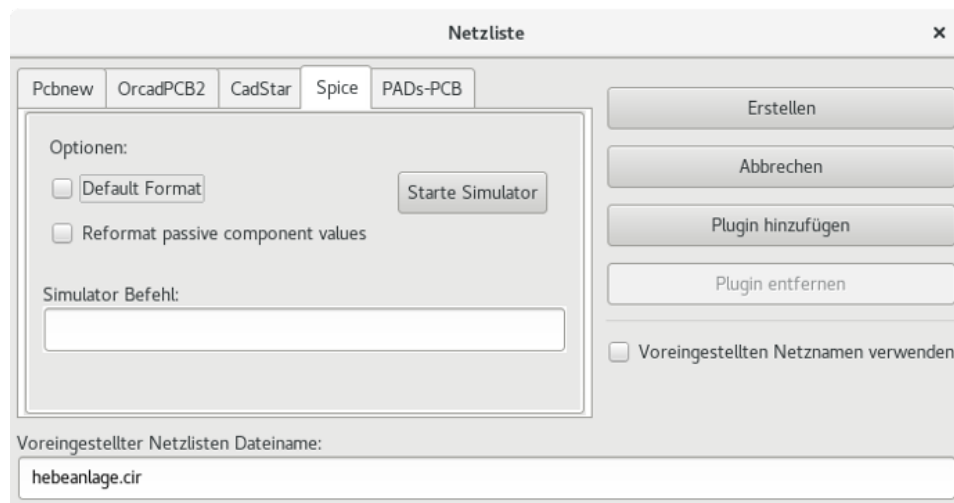 Netzliste
Pcbnew OrcadPCB2 CadStar Spice PADs-PCB
Erstellen
Optionen:
Abbrechen
Default Format
Starte Simulator
Plugin hinzufügen
Reformat passive component values
Plugin entfernen
Simulator Befehl:
Voreingestellten Netznamen verwenden
Voreingestellter Netzlisten Dateiname:
hebeanlage.cir